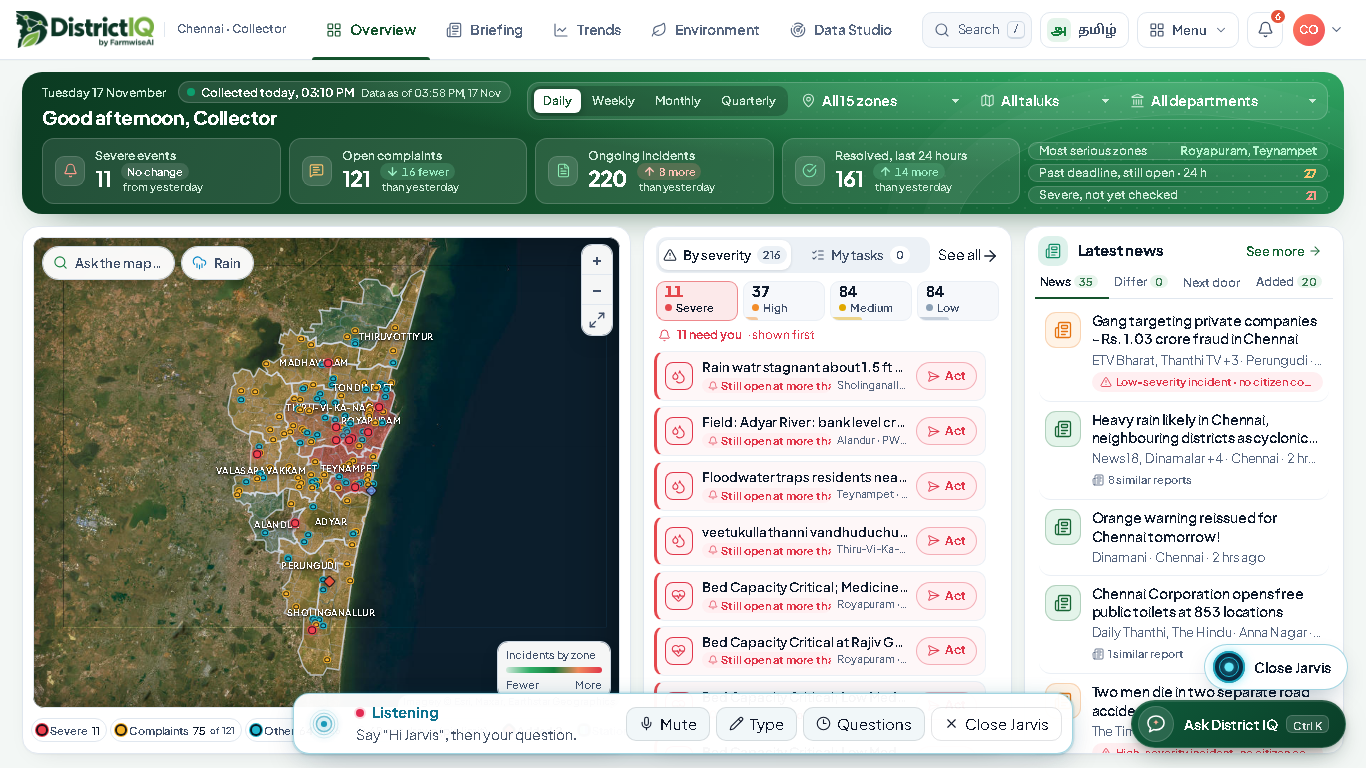 DistrictIQ
by FarmwiseAI
Chennai · Collector
Overview
Briefing
Trends
Environment
Data Studio
Search /
அ தமிழ்
Menu
6
CO
Tuesday 17 November
Collected today, 03:10 PM Data as of 03:58 PM, 17 Nov
Good afternoon, Collector
Daily
Weekly
Monthly
Quarterly
All 15 zones
All taluks
All departments
Severe events
11 No change
from yesterday
Open complaints
121 ↓ 16 fewer
than yesterday
Ongoing incidents
220 ↑ 8 more
than yesterday
Resolved, last 24 hours
161 ↑ 14 more
than yesterday
Most serious zones Royapuram, Teynampet
Past deadline, still open · 24 h 27
Severe, not yet checked 21
Ask the map...
Rain
+
−
THIRUVOTTIYUR
THIRU-VI-KA-NAG
ROYAPURAM
VALASARAVAKKAM
TEYNAMPET
ADYAR
PERUNGUDI
SHOLINGANALLUR
Incidents by zone
Fewer More
Severe 11
Complaints 75 of 121
Other
By severity 216
My tasks 0
See all →
11
Severe
37
High
84
Medium
84
Low
11 need you · shown first
Rain watr stagnant about 1.5 ft ...
Still open at more tha Sholinganall...
Act
Field: Adyar River: bank level cr...
Still open at more tha Alandur · PW...
Act
Floodwater traps residents nea...
Still open at more tha Teynampet · ...
Act
veetukulla thanni vandhuduchu...
Still open at more tha Thiru-Vi-Ka-...
Act
Bed Capacity Critical; Medicine...
Still open at more tha Royapuram · ...
Act
Bed Capacity Critical at Rajiv G...
Still open at more tha Royapuram · ...
Act
Latest news
See more →
News 35
Differ 0
Next door
Added 20
Gang targeting private companies
– Rs. 1.03 crore fraud in Chennai
ETV Bharat, Thanthi TV +3 · Perungudi · ...
Low-severity incident · no citizen co...
Heavy rain likely in Chennai,
neighbouring districts as cyclonic...
News18, Dinamalar +4 · Chennai · 2 hr...
8 similar reports
Orange warning reissued for
Chennai tomorrow!
Dinamani · Chennai · 2 hrs ago
Chennai Corporation opens free
public toilets at 853 locations
Daily Thanthi, The Hindu · Anna Nagar · ...
1 similar report
Two men die in two separate road
accide
The Tim
Close Jarvis
Listening
Say "Hi Jarvis", then your question.
Mute
Type
Questions
Close Jarvis
Ask District IQ Ctrl K